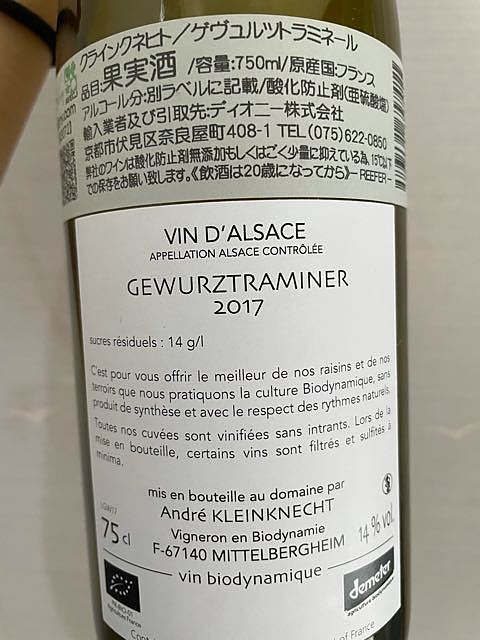 クラインクネヒト／ゲヴュルツトラミネール
品目:果実酒 /容量:750ml/原産国:フランス
アルコール分:別ラベルに記載/酸化防止剤(亜硫酸塩)
輸入業者及び引取先:ディオニー株式会社
京都市伏見区奈良屋町408-1 TEL(075)622-0850
弊社のワインは酸化防止剤無添加もしくはごく少量に抑えている為、15℃以下
での保存をお願い致します。《飲酒は20歳になってから》－REEFER－
VIN D'ALSACE
APPELLATION ALSACE CONTRÔLÉE
GEWURZTRAMINER
2017
sucres résiduels : 14 g/l
C'est pour vous offrir le meilleur de nos raisins et de nos
terroirs que nous pratiquons la culture Biodynamique, sans
produit de synthèse et avec le respect des rythmes naturels.
Toutes nos cuvées sont vinifiées sans intrants. Lors de la
mise en bouteille, certains vins sont filtrés et sulfités à
minima.
mis en bouteille au domaine par
André KLEINKNECHT
Vigneron en Biodynamie
F-67140 MITTELBERGHEIM
75 cl
14 % vol.
vin biodynamique
demeter
agriculture biodynamique
FR-BIO-01
Agriculture France
of France